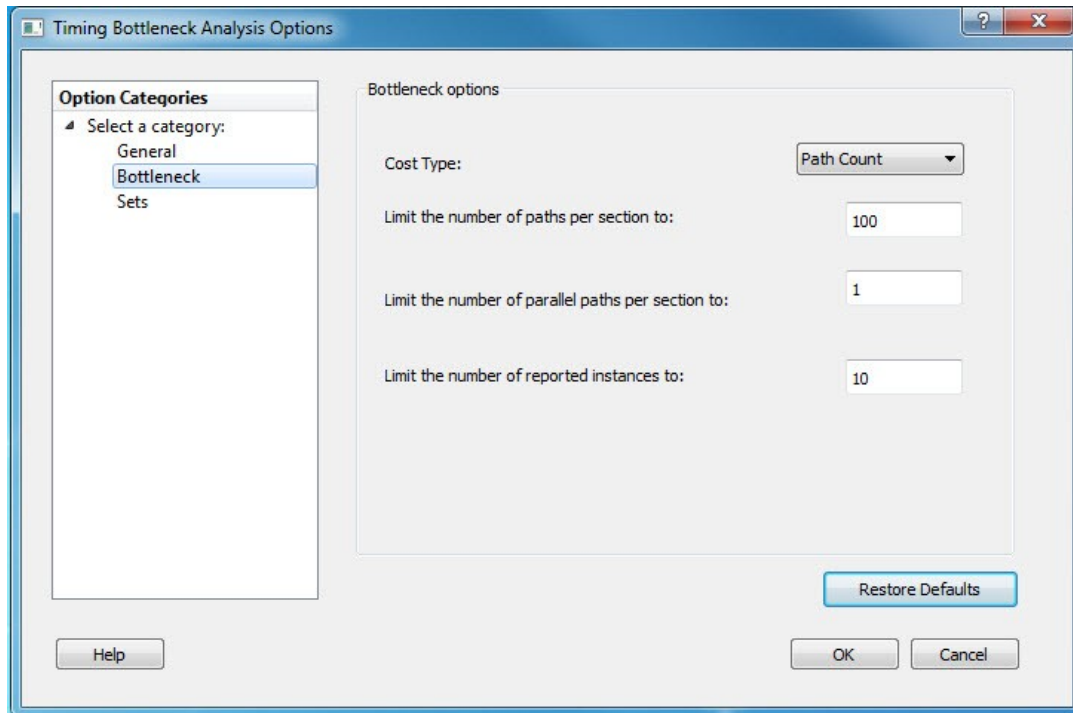 Timing Bottleneck Analysis Options
Option Categories
Select a category:
General
Bottleneck
Sets
Bottleneck options
Cost Type:
Path Count
Limit the number of paths per section to:
100
Limit the number of parallel paths per section to:
1
Limit the number of reported instances to:
10
Restore Defaults
Help
OK
Cancel